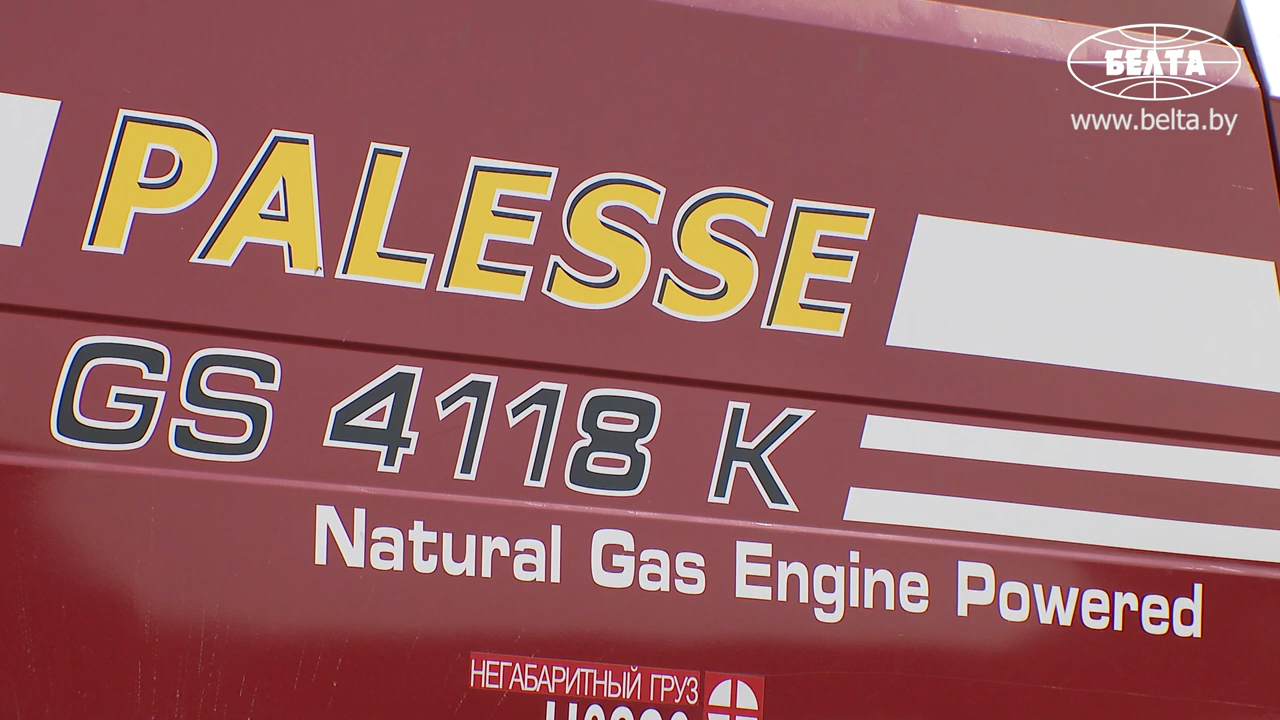 БЕЛТА
www.belta.by
PALESSE
GS 4118 K
Natural Gas Engine Powered
НЕГАБАРИТНЫЙ ГРУЗ